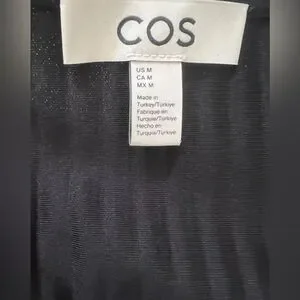 COS
US M
CA M
MX M
Made in
Turkey/Türkiye
Fabriqué en
Turquie/Türkiye
Hecho en
Turquía/Türkiye